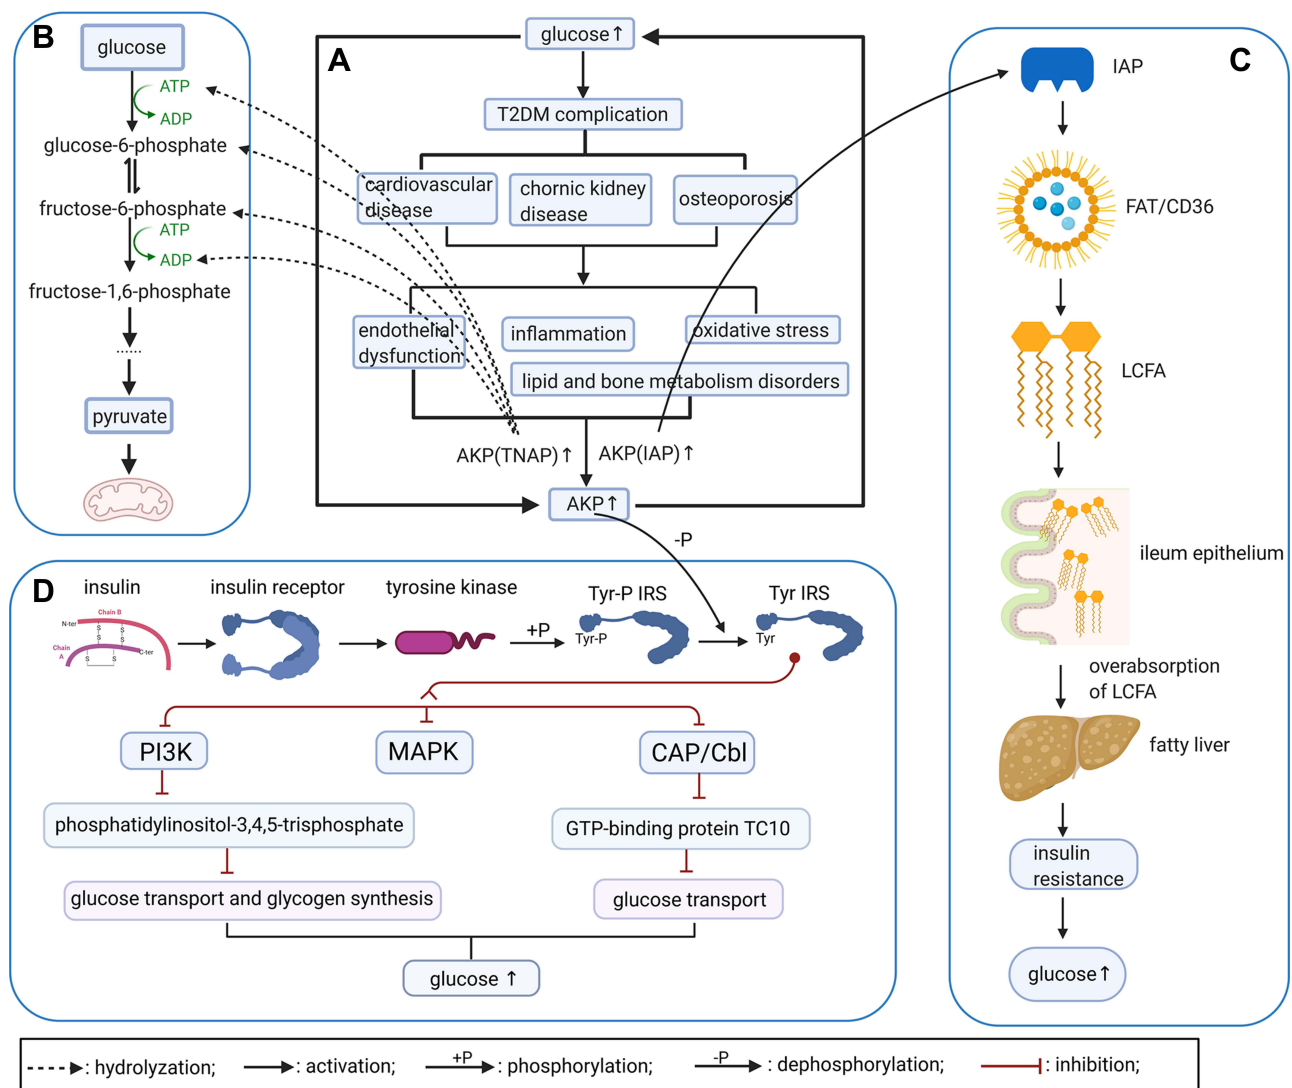 B
glucose
ATP
ADP
glucose-6-phosphate
fructose-6-phosphate
ATP
ADP
fructose-1,6-phosphate
......
pyruvate
A
glucose↑
T2DM complication
cardiovascular
disease
chornic kidney
disease
osteoporosis
endothelial
dysfunction
inflammation
oxidative stress
lipid and bone metabolism disorders
AKP(TNAP)↑
AKP(IAP)↑
AKP↑
-P
C
IAP
FAT/CD36
LCFA
ileum epithelium
overabsorption
of LCFA
fatty liver
insulin
resistance
glucose↑
D
insulin
Chain B
N-ter
S
S
S
S
Chain
A
S
S
C-ter
insulin receptor
tyrosine kinase
+P
Tyr-P IRS
Tyr-P
Tyr IRS
Tyr
PI3K
MAPK
CAP/Cbl
phosphatidylinositol-3,4,5-trisphosphate
GTP-binding protein TC10
glucose transport and glycogen synthesis
glucose transport
glucose ↑
: hydrolyzation; : activation; +P : phosphorylation; -P : dephosphorylation; : inhibition;